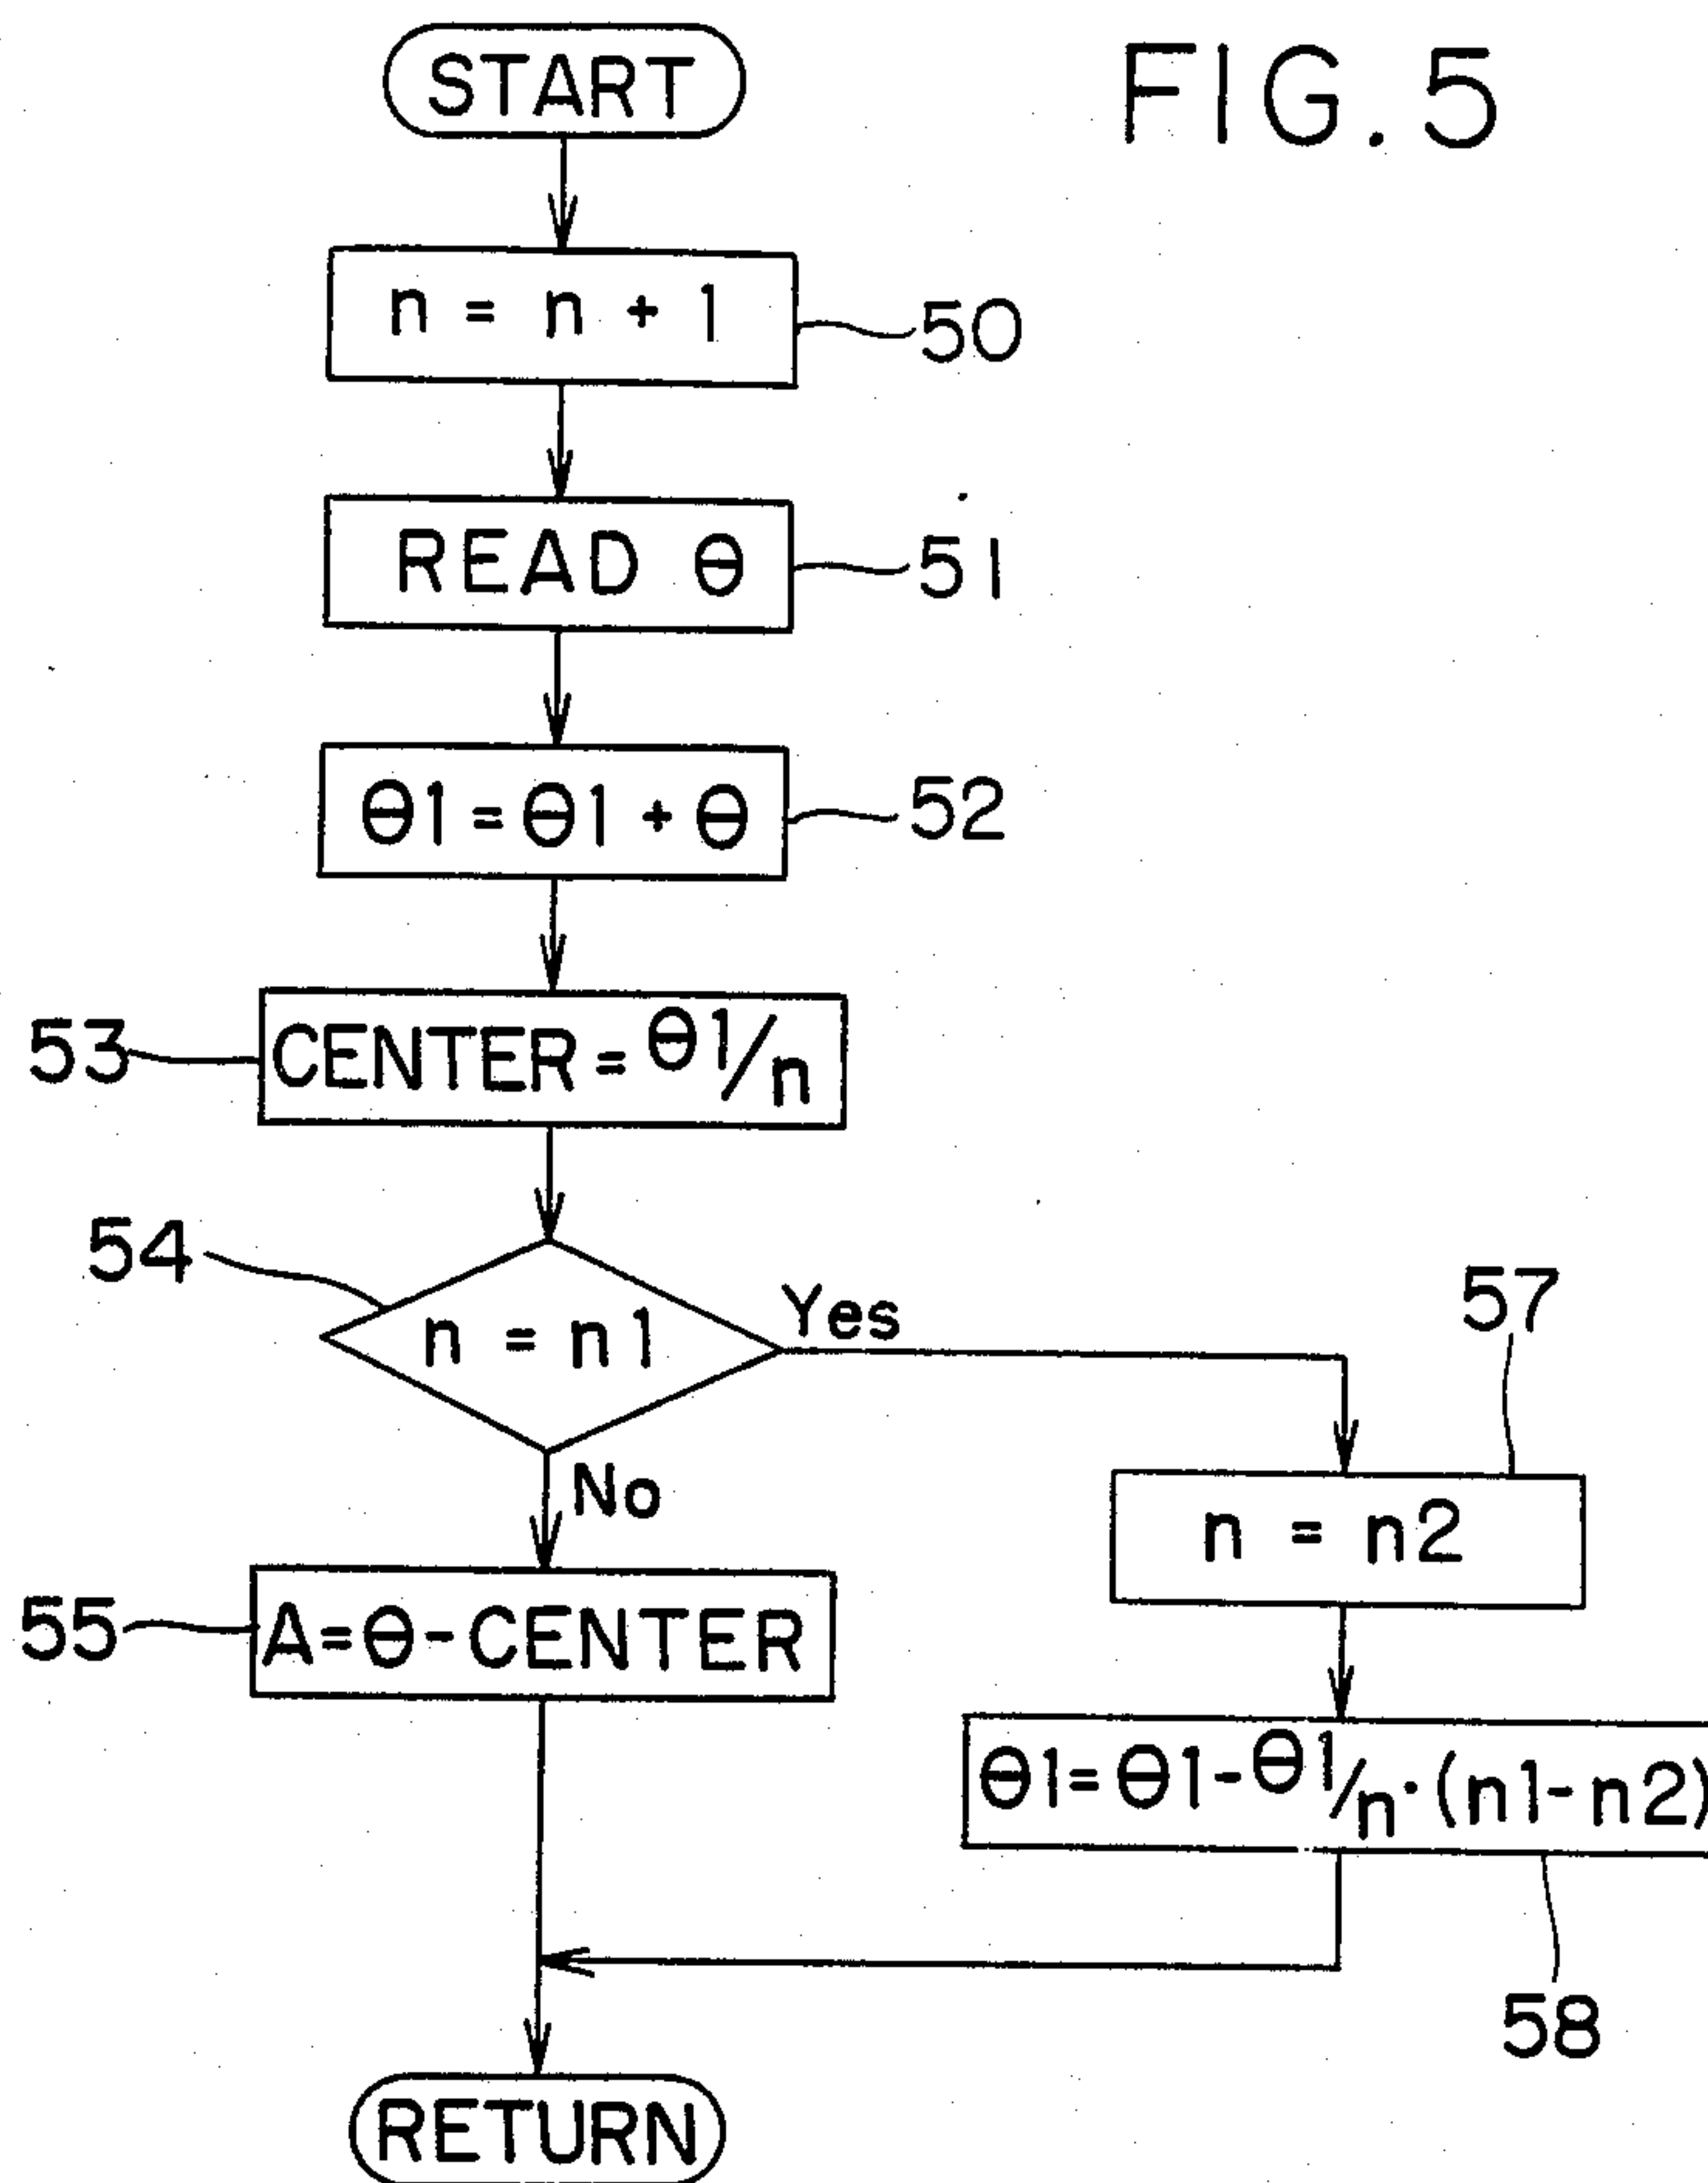 START
FIG. 5
n = n + 1
50
READ θ
51
θ1 = θ1 + θ
52
53
CENTER = θ1/n
54
n = n1
Yes
57
No
n = n2
55
A = θ - CENTER
θ1 = θ1 - θ1/n · (n1 - n2)
58
RETURN